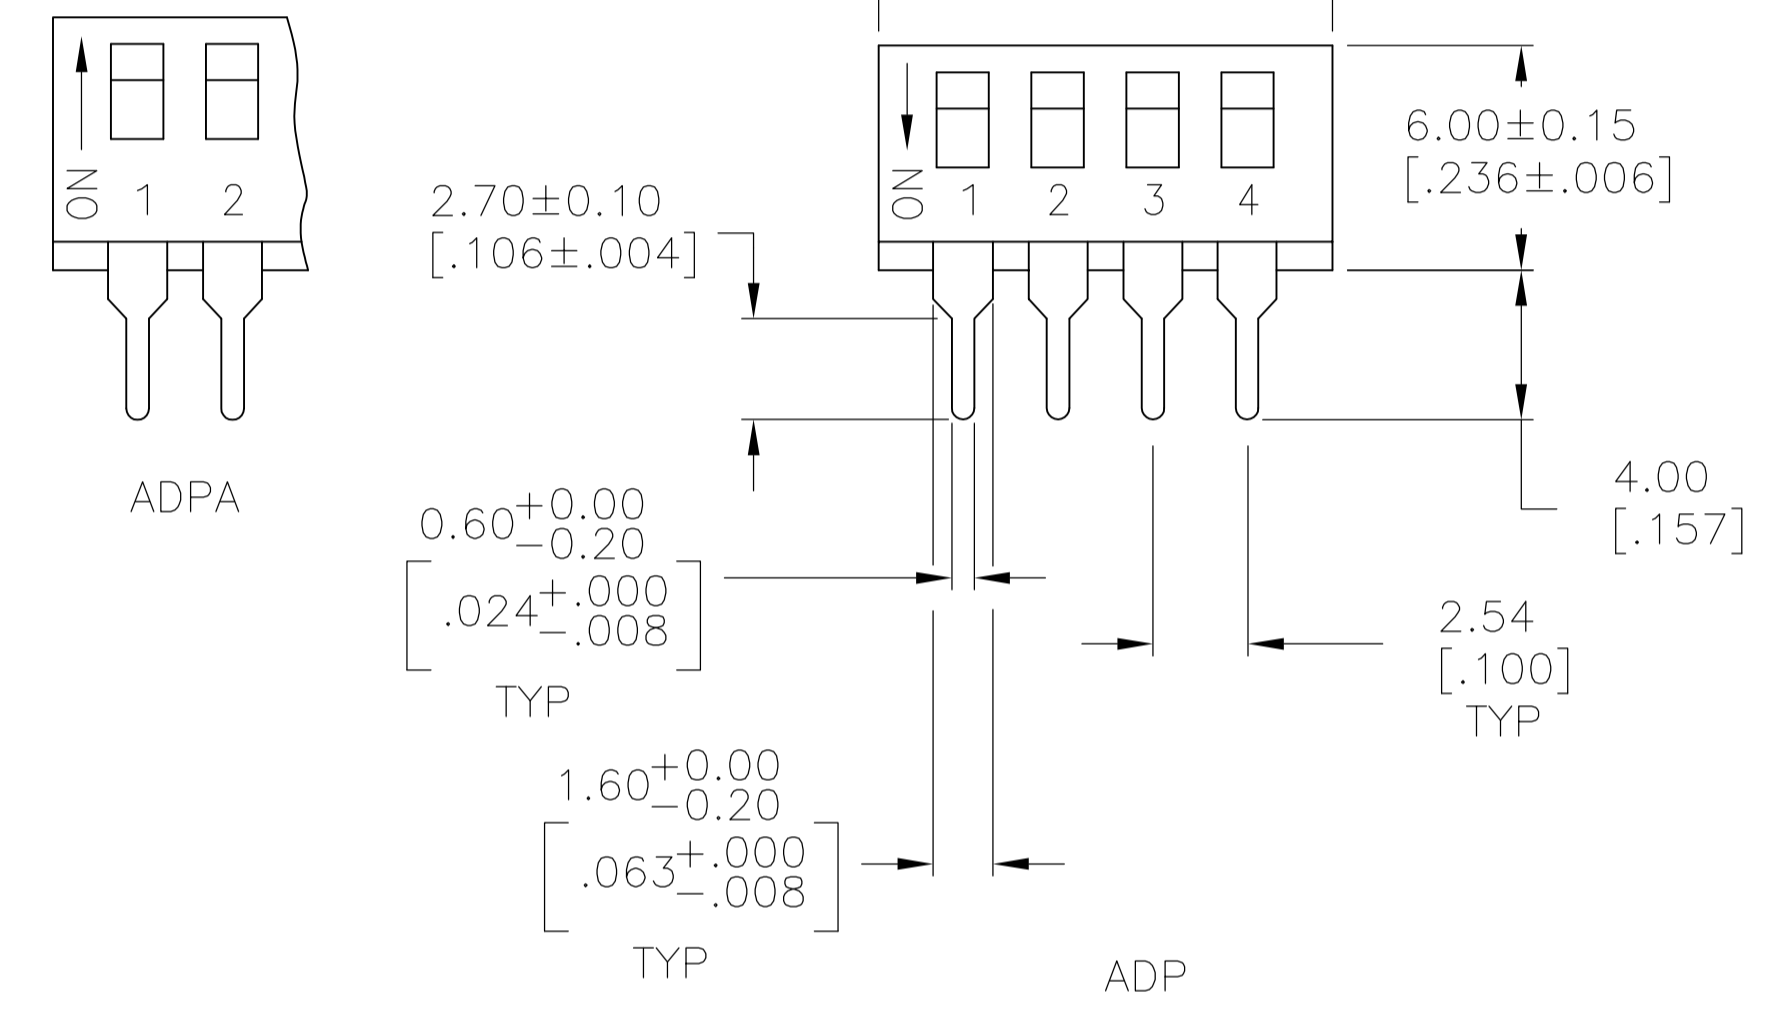 ON
1 2
ADPA
ON
1 2 3 4
6.00±0.15
[.236±.006]
2.70±0.10
[.106±.004]
4.00
[.157]
0.60+0.00
-0.20
[.024+.000
-.008]
TYP
2.54
[.100]
TYP
1.60+0.00
-0.20
[.063+.000
-.008]
TYP
ADP